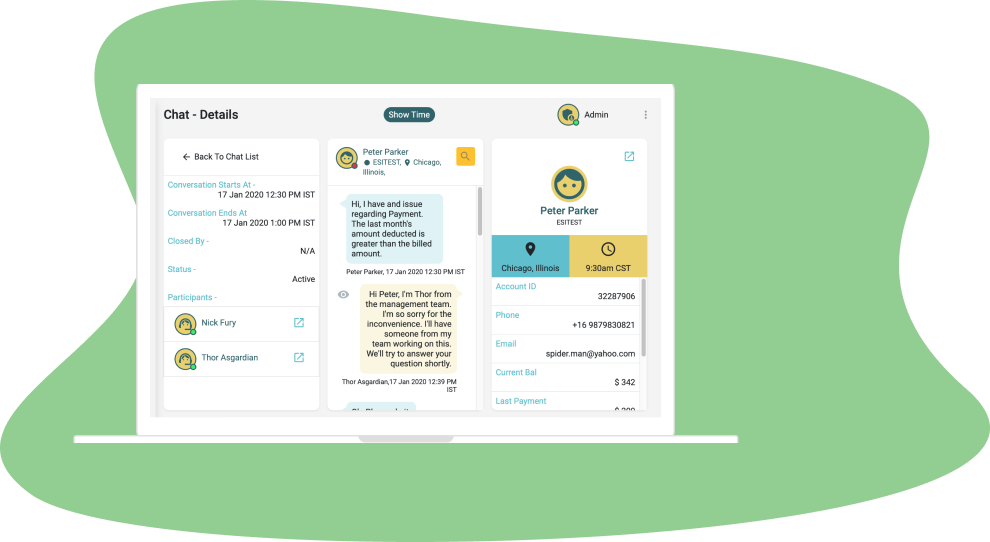 Chat - Details
Show Time
Admin
Back To Chat List
Conversation Starts At -
17 Jan 2020 12:30 PM IST
Conversation Ends At
17 Jan 2020 1:00 PM IST
Closed By -
N/A
Status -
Active
Participants -
Nick Fury
Thor Asgardian
Peter Parker
ESITEST, Chicago,
Illinois,
Hi, I have and issue
regarding Payment.
The last month's
amount deducted is
greater than the billed
amount.
Peter Parker, 17 Jan 2020 12:30 PM IST
Hi Peter, I'm Thor from
the management team.
I'm so sorry for the
inconvenience. I'll have
someone from my
team working on this.
We'll try to answer your
question shortly.
Thor Asgardian,17 Jan 2020 12:39 PM
IST
Peter Parker
ESITEST
Chicago, Illinois
9:30am CST
Account ID
32287906
Phone
+16 9879830821
Email
spider.man@yahoo.com
Current Bal
$ 342
Last Payment